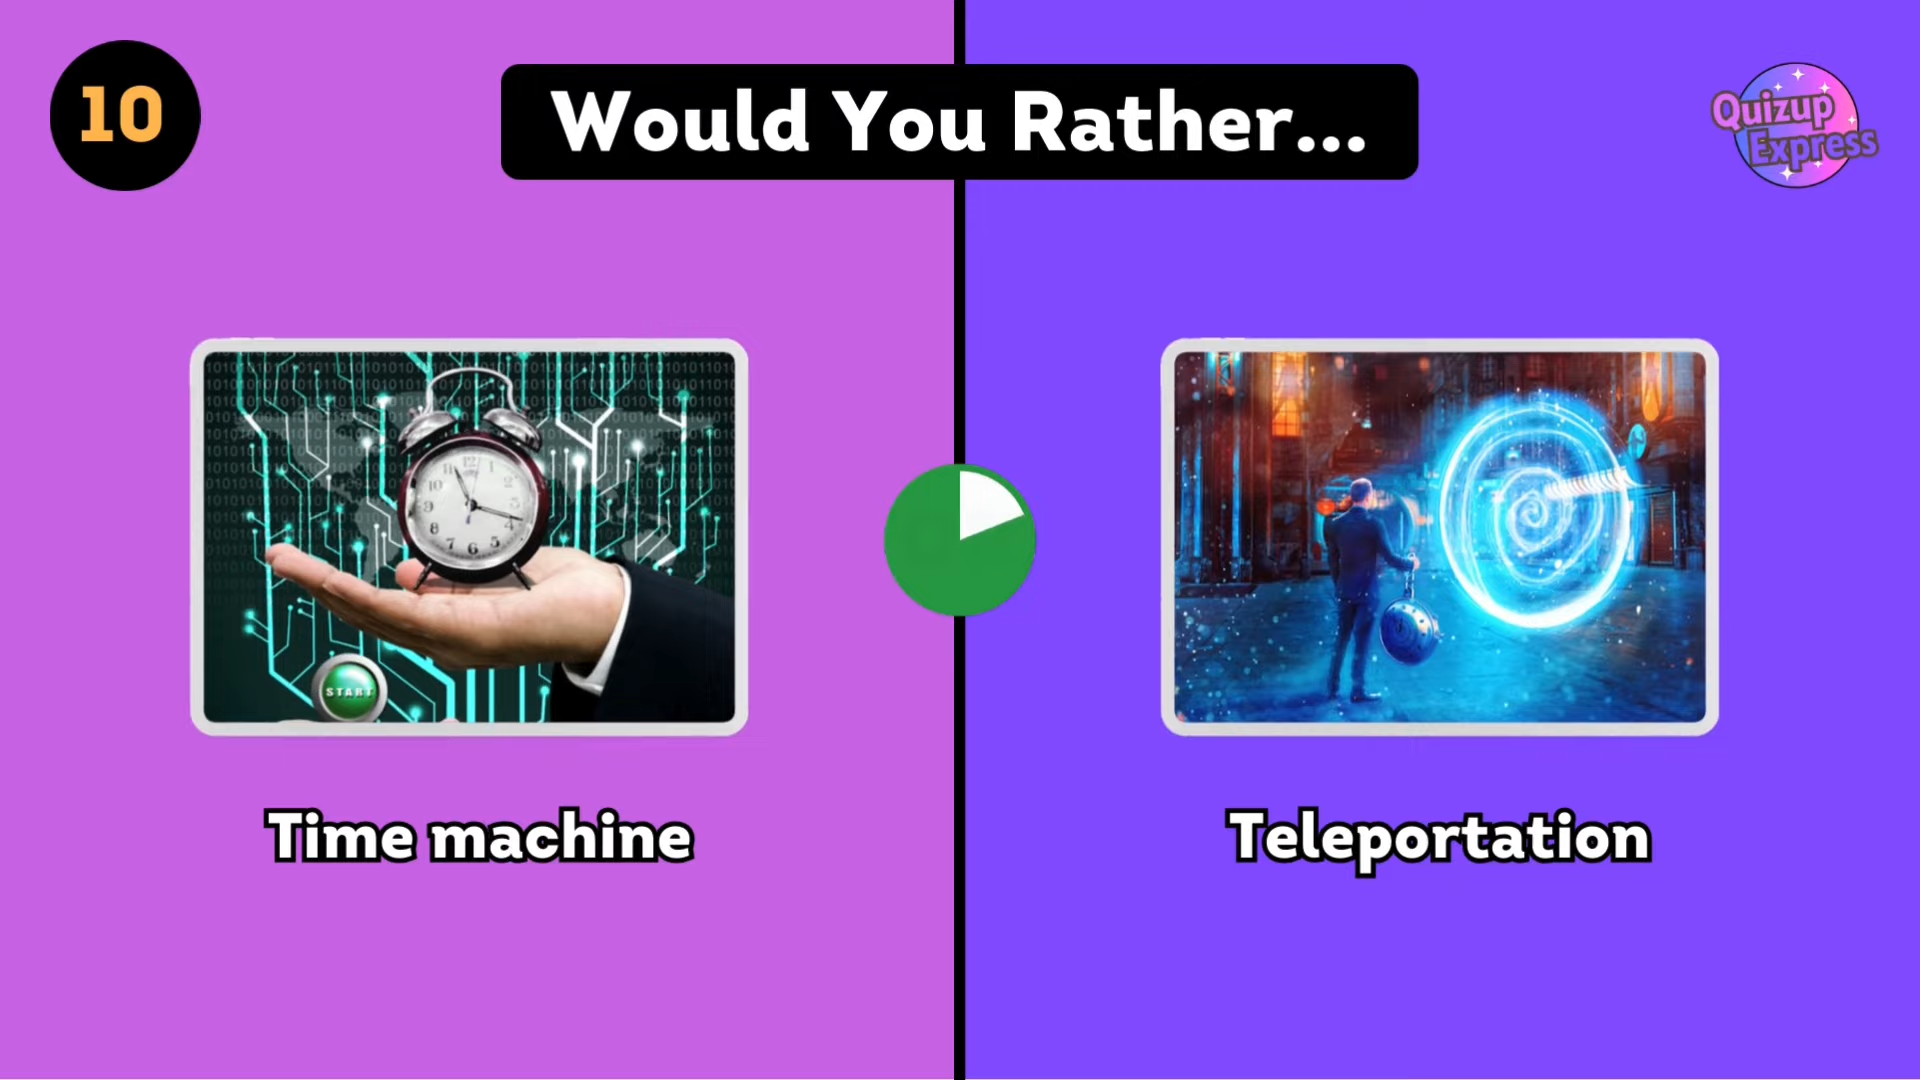 10
Would You Rather...
Quizup
Express
START
Time machine
Teleportation